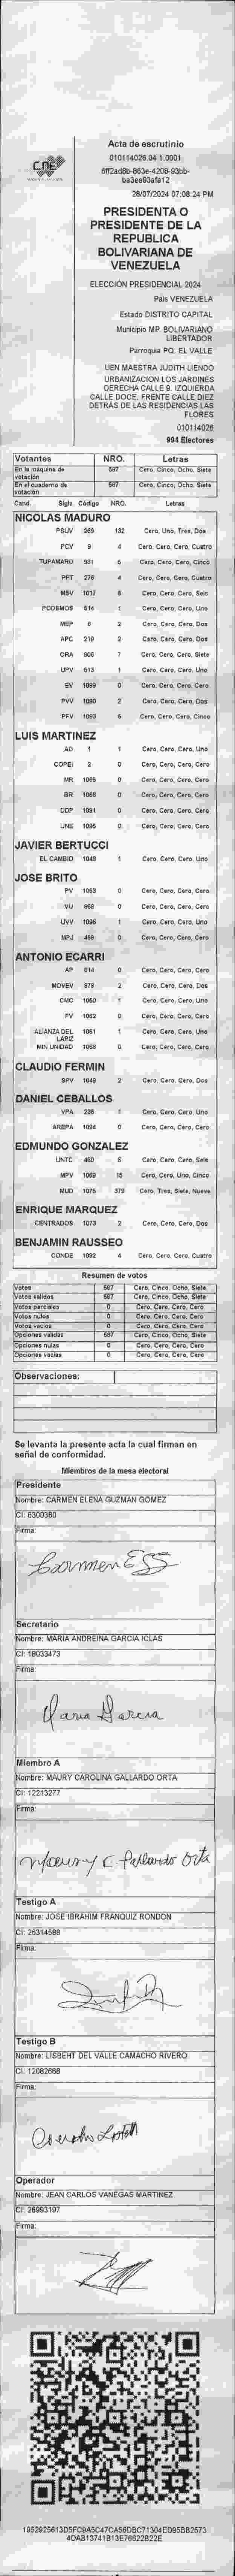 CNE
Acta de escrutinio
010114026.04.1.0001
28/07/2024 07:08:24 PM
PRESIDENTA O
PRESIDENTE DE LA
REPUBLICA
BOLIVARIANA DE
VENEZUELA
ELECCIÓN PRESIDENCIAL 2024
País VENEZUELA
Estado DISTRITO CAPITAL
Municipio MP. BOLIVARIANO
LIBERTADOR
Parroquia PQ. EL VALLE
UEN MAESTRA JUDITH LIENDO
URBANIZACION LOS JARDINES
DERECHA CALLE 9. IZQUIERDA
CALLE DOCE. FRENTE CALLE DIEZ
DETRÁS DE LAS RESIDENCIAS LAS
FLORES
010114026
994 Electores
Votantes NRO. Letras
En la máquina de votación 587 Cero, Cinco, Ocho, Siete
En el cuaderno de votación 587 Cero, Cinco, Ocho, Siete
Cand. Sigla Código NRO. Letras
NICOLAS MADURO
PSUV 269 132 Cero, Uno, Tres, Dos
PCV 9 4 Cero, Cero, Cero, Cuatro
TUPAMARO 931 5 Cero, Cero, Cero, Cinco
PPT 276 4 Cero, Cero, Cero, Cuatro
MSV 1017 6 Cero, Cero, Cero, Seis
PODEMOS 514 1 Cero, Cero, Cero, Uno
MEP 6 2 Cero, Cero, Cero, Dos
APC 219 2 Cero, Cero, Cero, Dos
ORA 906 7 Cero, Cero, Cero, Siete
UPV 613 1 Cero, Cero, Cero, Uno
EV 1089 0 Cero, Cero, Cero, Cero
PVV 1090 2 Cero, Cero, Cero, Dos
PFV 1093 5 Cero, Cero, Cero, Cinco
LUIS MARTINEZ
AD 1 1 Cero, Cero, Cero, Uno
COPEI 2 0 Cero, Cero, Cero, Cero
MR 1065 0 Cero, Cero, Cero, Cero
BR 1066 0 Cero, Cero, Cero, Cero
DDP 1091 0 Cero, Cero, Cero, Cero
UNE 1095 0 Cero, Cero, Cero, Cero
JAVIER BERTUCCI
EL CAMBIO 1048 1 Cero, Cero, Cero, Uno
JOSE BRITO
PV 1053 0 Cero, Cero, Cero, Cero
VU 868 0 Cero, Cero, Cero, Cero
UVV 1096 1 Cero, Cero, Cero, Uno
MPJ 450 0 Cero, Cero, Cero, Cero
ANTONIO ECARRI
AP 814 0 Cero, Cero, Cero, Cero
MOVEV 878 2 Cero, Cero, Cero, Dos
CMC 1050 1 Cero, Cero, Cero, Uno
FV 1002 0 Cero, Cero, Cero, Cero
ALIANZA DEL LAPIZ 1061 1 Cero, Cero, Cero, Uno
MIN UNIDAD 1068 0 Cero, Cero, Cero, Cero
CLAUDIO FERMIN
SPV 1049 2 Cero, Cero, Cero, Dos
DANIEL CEBALLOS
VPA 236 1 Cero, Cero, Cero, Uno
AREPA 1094 0 Cero, Cero, Cero, Cero
EDMUNDO GONZALEZ
UNTC 460 6 Cero, Cero, Cero, Seis
MPV 1069 15 Cero, Cero, Uno, Cinco
MUD 1075 379 Cero, Tres, Siete, Nueve
ENRIQUE MARQUEZ
CENTRADOS 1073 2 Cero, Cero, Cero, Dos
BENJAMIN RAUSSEO
CONDE 1092 4 Cero, Cero, Cero, Cuatro
Resumen de votos
Votos 587 Cero, Cinco, Ocho, Siete
Votos válidos 587 Cero, Cinco, Ocho, Siete
Votos parciales 0 Cero, Cero, Cero, Cero
Votos nulos 0 Cero, Cero, Cero, Cero
Votos vacíos 0 Cero, Cero, Cero, Cero
Opciones válidas 587 Cero, Cinco, Ocho, Siete
Opciones nulas 0 Cero, Cero, Cero, Cero
Opciones vacías 0 Cero, Cero, Cero, Cero
Observaciones:
Se levanta la presente acta la cual firman en
señal de conformidad.
Miembros de la mesa electoral
Presidente
Nombre: CARMEN ELENA GUZMAN GOMEZ
CI: 6300380
Firma:
Secretario
Nombre: MARIA ANDREINA GARCIA ICLAS
CI: 18033473
Firma:
Maria Garcia
Miembro A
Nombre: MAURY CAROLINA GALLARDO ORTA
CI: 12213277
Firma:
Maury C. Gallardo Orta
Testigo A
Nombre: JOSE IBRAHIM FRANQUIZ RONDON
CI: 26314588
Firma:
Testigo B
Nombre: LISBEHT DEL VALLE CAMACHO RIVERO
CI: 12082668
Firma:
Operador
Nombre: JEAN CARLOS VANEGAS MARTINEZ
CI: 26993197
Firma: